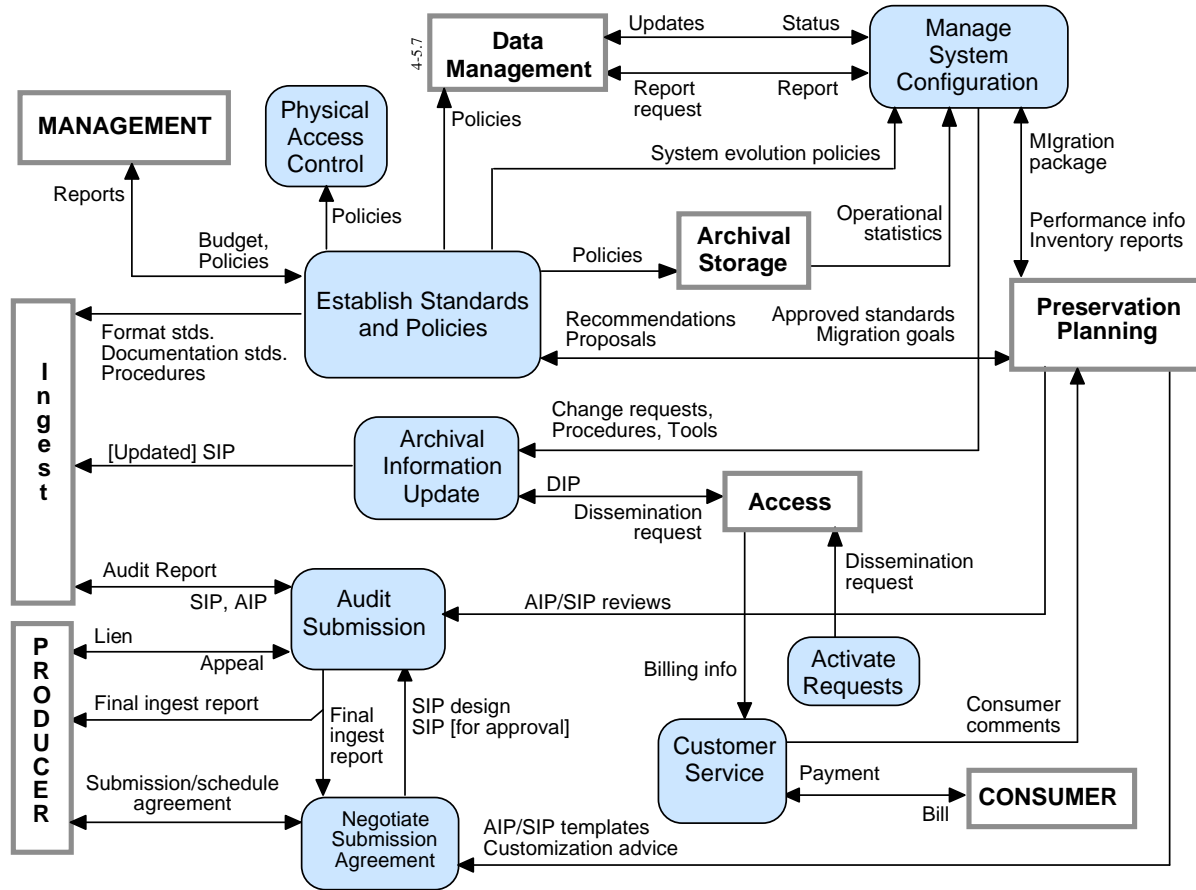 4-5.7
Data
Management
Updates
Status
Report
request
Report
Manage
System
Configuration
MANAGEMENT
Physical
Access
Control
Policies
System evolution policies
MIgration
package
Reports
Policies
Budget,
Policies
Operational
statistics
Performance info
Inventory reports
Policies
Archival
Storage
Establish Standards
and Policies
Preservation
Planning
Format stds.
Documentation stds.
Procedures
Recommendations
Proposals
Approved standards
Migration goals
Ingest
[Updated] SIP
Archival
Information
Update
Change requests,
Procedures, Tools
DIP
Dissemination
request
Access
Dissemination
request
Audit Report
SIP, AIP
Audit
Submission
AIP/SIP reviews
PRODUCER
Lien
Appeal
Billing info
Activate
Requests
Final ingest report
Final
ingest
report
SIP design
SIP [for approval]
Consumer
comments
Customer
Service
Submission/schedule
agreement
Payment
Bill
CONSUMER
Negotiate
Submission
Agreement
AIP/SIP templates
Customization advice